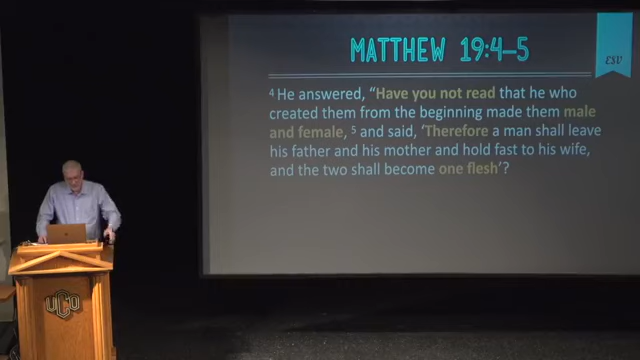 MATTHEW 19:4–5
ESV
4 He answered, “Have you not read that he who
created them from the beginning made them male
and female, 5 and said, ‘Therefore a man shall leave
his father and his mother and hold fast to his wife,
and the two shall become one flesh’?
UCO